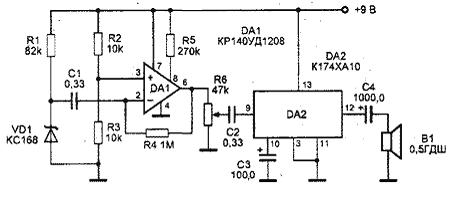 +9 В
R1
82k
R2
10k
R5
270k
DA1
КР140УД1208
DA2
К174ХА10
7
3
+
8
DA1
6
2
−
4
C1
0,33
R6
47k
13
C4
1000,0
9
DA2
12
C2
0,33
R3
10k
R4 1M
VD1
КС168
10
3
11
C3
100,0
B1
0,5ГДШ
+
+